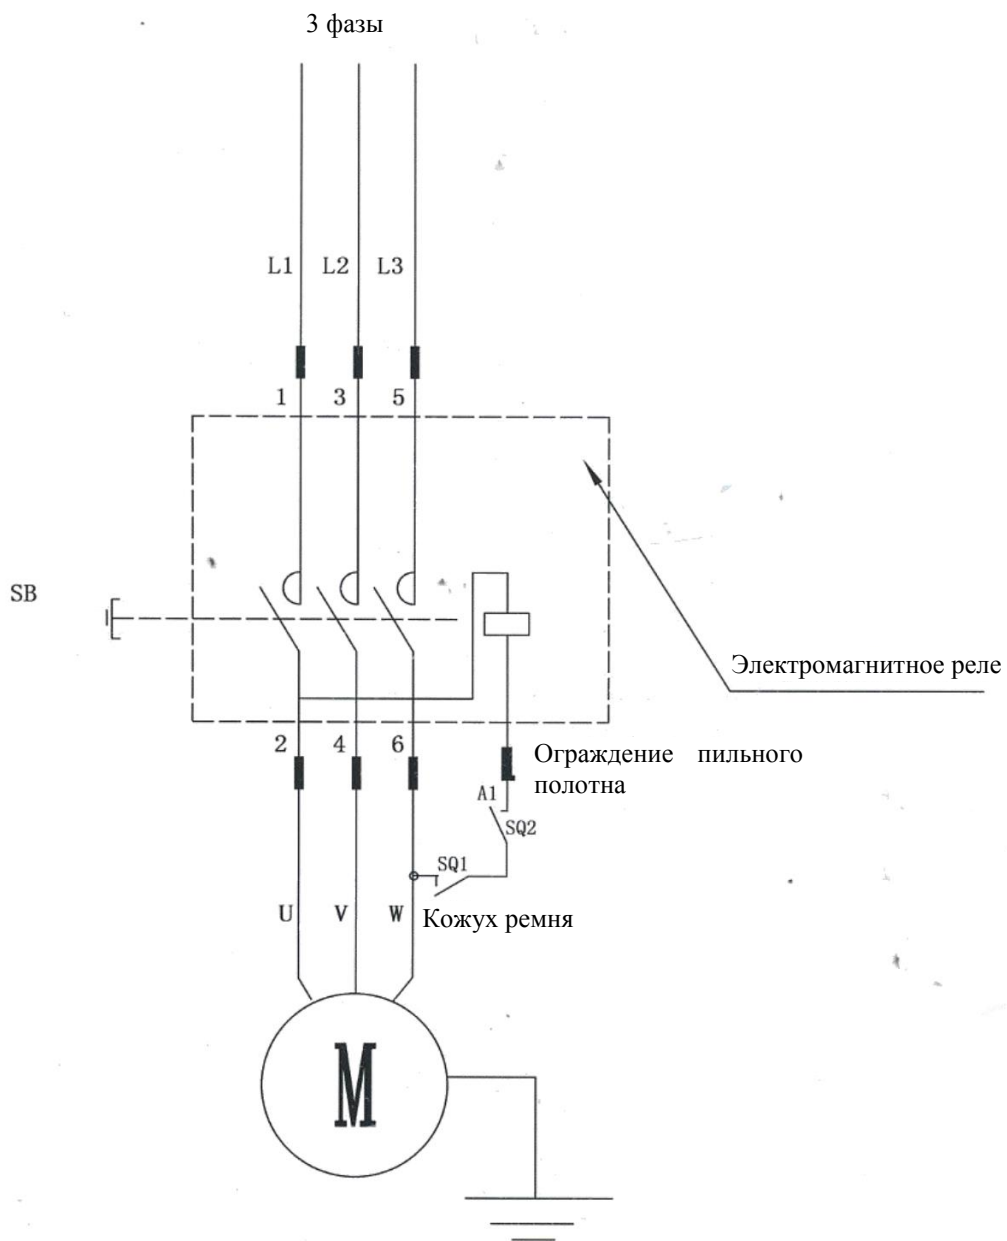 3 фазы
L1 L2 L3
1 3 5
SB
Электромагнитное реле
2 4 6
Ограждение пильного
полотна
A1
SQ2
SQ1
U V W
Кожух ремня
M